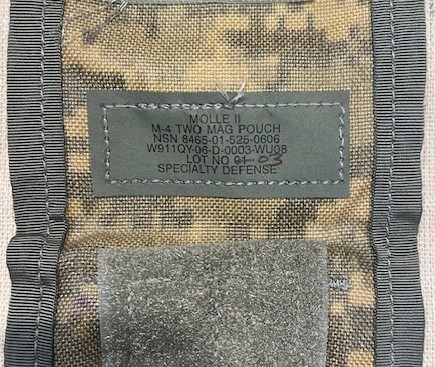 MOLLE II
M-4 TWO MAG POUCH
NSN 8465-01-525-0606
W911QY-06-D-0003-WU08
LOT NO 01-03
SPECIALTY DEFENSE